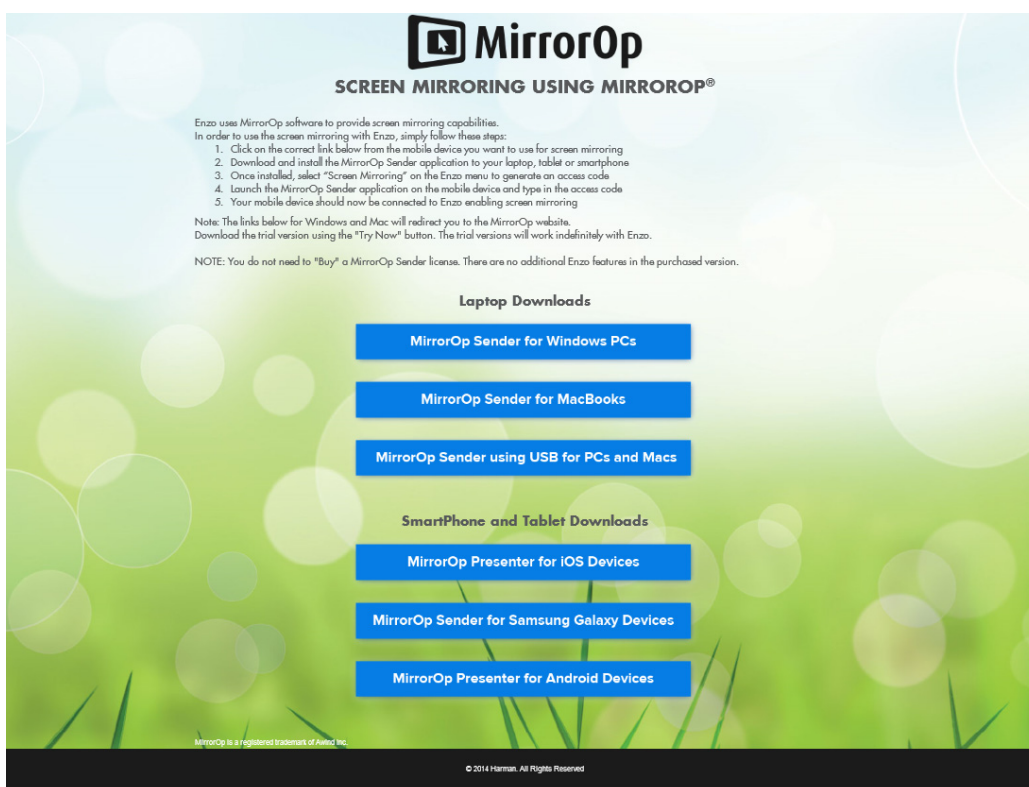 MirrorOp
SCREEN MIRRORING USING MIRROROP®
Enzo uses MirrorOp software to provide screen mirroring capabilities.
In order to use the screen mirroring with Enzo, simply follow these steps:
1. Click on the correct link below from the mobile device you want to use for screen mirroring
2. Download and install the MirrorOp Sender application to your laptop, tablet or smartphone
3. Once installed, select “Screen Mirroring” on the Enzo menu to generate an access code
4. Launch the MirrorOp Sender application on the mobile device and type in the access code
5. Your mobile device should now be connected to Enzo enabling screen mirroring
Note: The links below for Windows and Mac will redirect you to the MirrorOp website.
Download the trial version using the "Try Now" button. The trial versions will work indefinitely with Enzo.
NOTE: You do not need to "Buy" a MirrorOp Sender license. There are no additional Enzo features in the purchased version.
Laptop Downloads
MirrorOp Sender for Windows PCs
MirrorOp Sender for MacBooks
MirrorOp Sender using USB for PCs and Macs
SmartPhone and Tablet Downloads
MirrorOp Presenter for iOS Devices
MirrorOp Sender for Samsung Galaxy Devices
MirrorOp Presenter for Android Devices
MirrorOp is a registered trademark of Awind Inc.
© 2014 Harman. All Rights Reserved